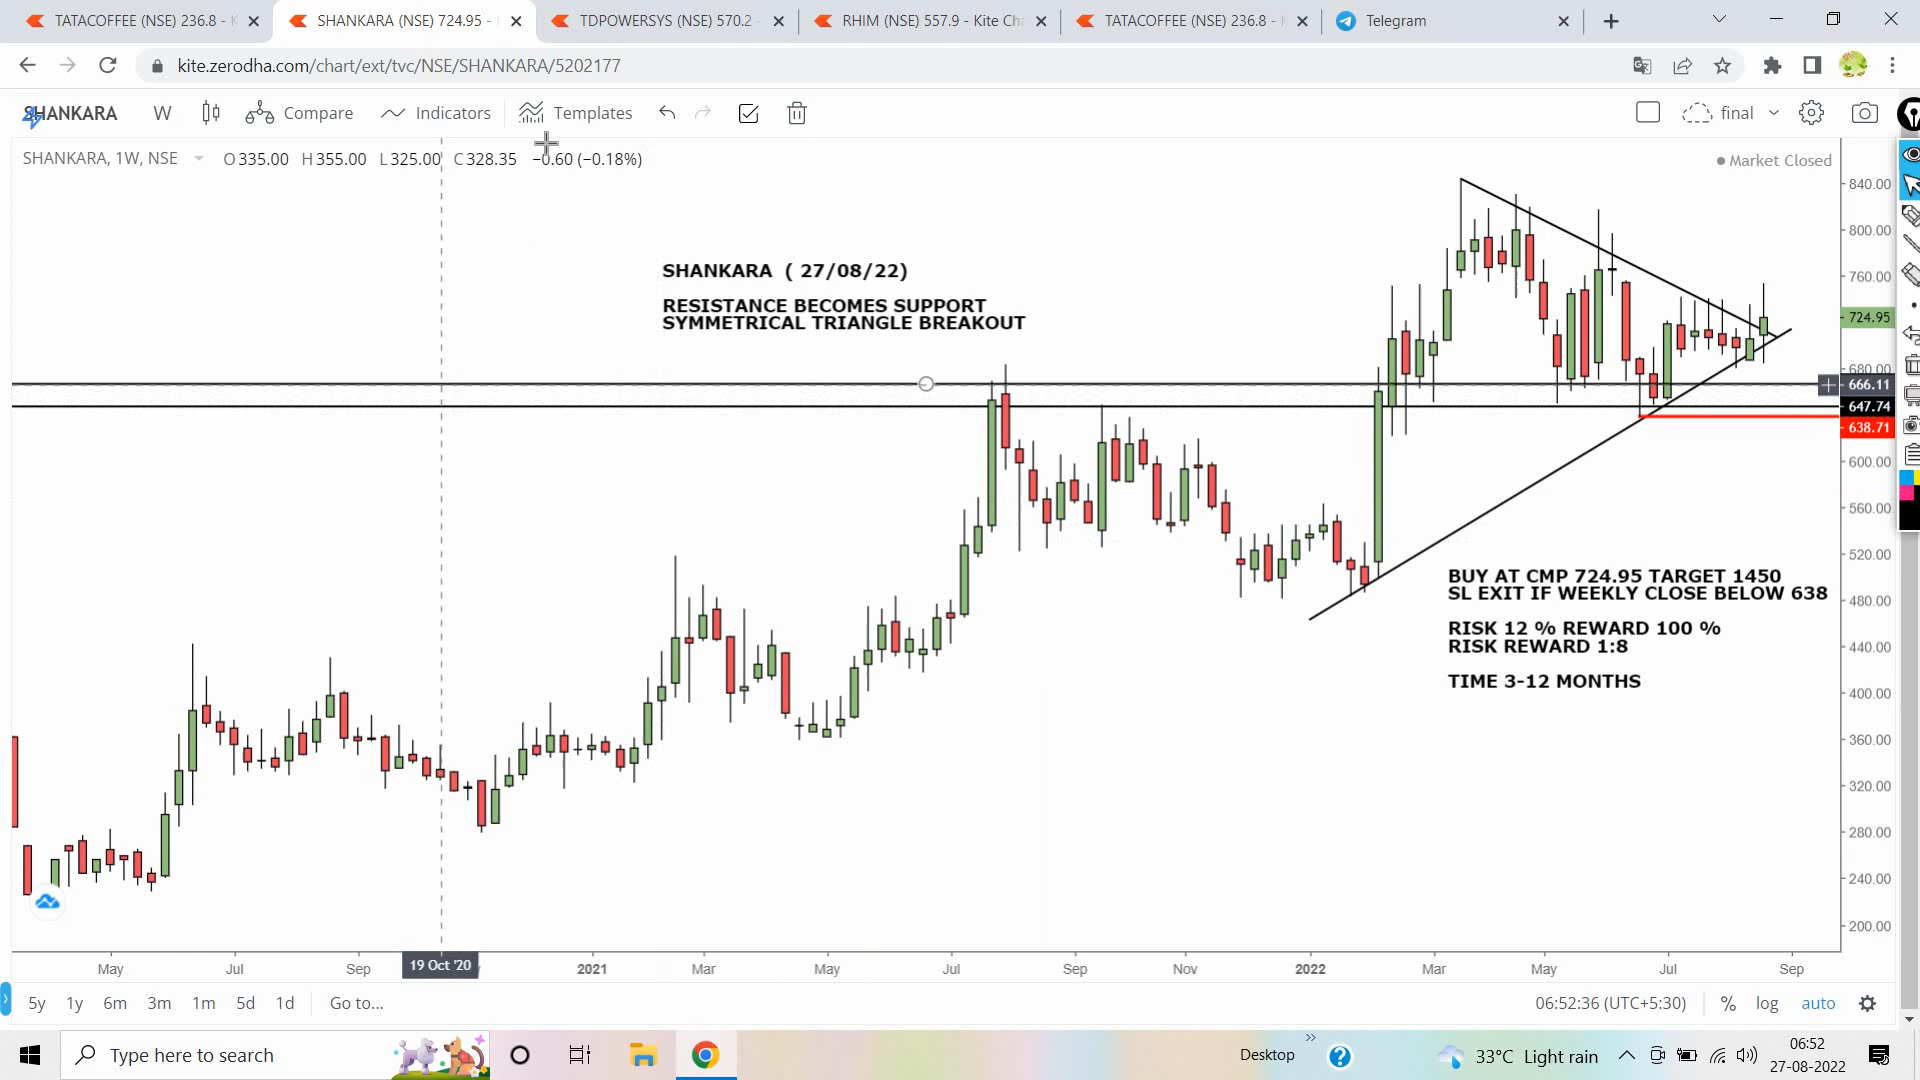 TATACOFFEE (NSE) 236.8 - K
SHANKARA (NSE) 724.95 -
TDPOWERSYS (NSE) 570.2 -
RHIM (NSE) 557.9 - Kite Cha
TATACOFFEE (NSE) 236.8 -
Telegram
kite.zerodha.com/chart/ext/tvc/NSE/SHANKARA/5202177
SHANKARA
W
Compare
Indicators
Templates
final
SHANKARA, 1W, NSE
O335.00 H355.00 L325.00 C328.35 −0.60 (−0.18%)
Market Closed
SHANKARA ( 27/08/22)
RESISTANCE BECOMES SUPPORT
SYMMETRICAL TRIANGLE BREAKOUT
BUY AT CMP 724.95 TARGET 1450
SL EXIT IF WEEKLY CLOSE BELOW 638
RISK 12 % REWARD 100 %
RISK REWARD 1:8
TIME 3-12 MONTHS
840.00
800.00
760.00
724.95
680.00
666.11
647.74
638.71
600.00
560.00
520.00
480.00
440.00
400.00
360.00
320.00
280.00
240.00
200.00
May
Jul
Sep
19 Oct '20
2021
Mar
May
Jul
Sep
Nov
2022
Mar
May
Jul
Sep
5y 1y 6m 3m 1m 5d 1d Go to...
06:52:36 (UTC+5:30) % log auto
Type here to search
Desktop
33°C Light rain
06:52
27-08-2022